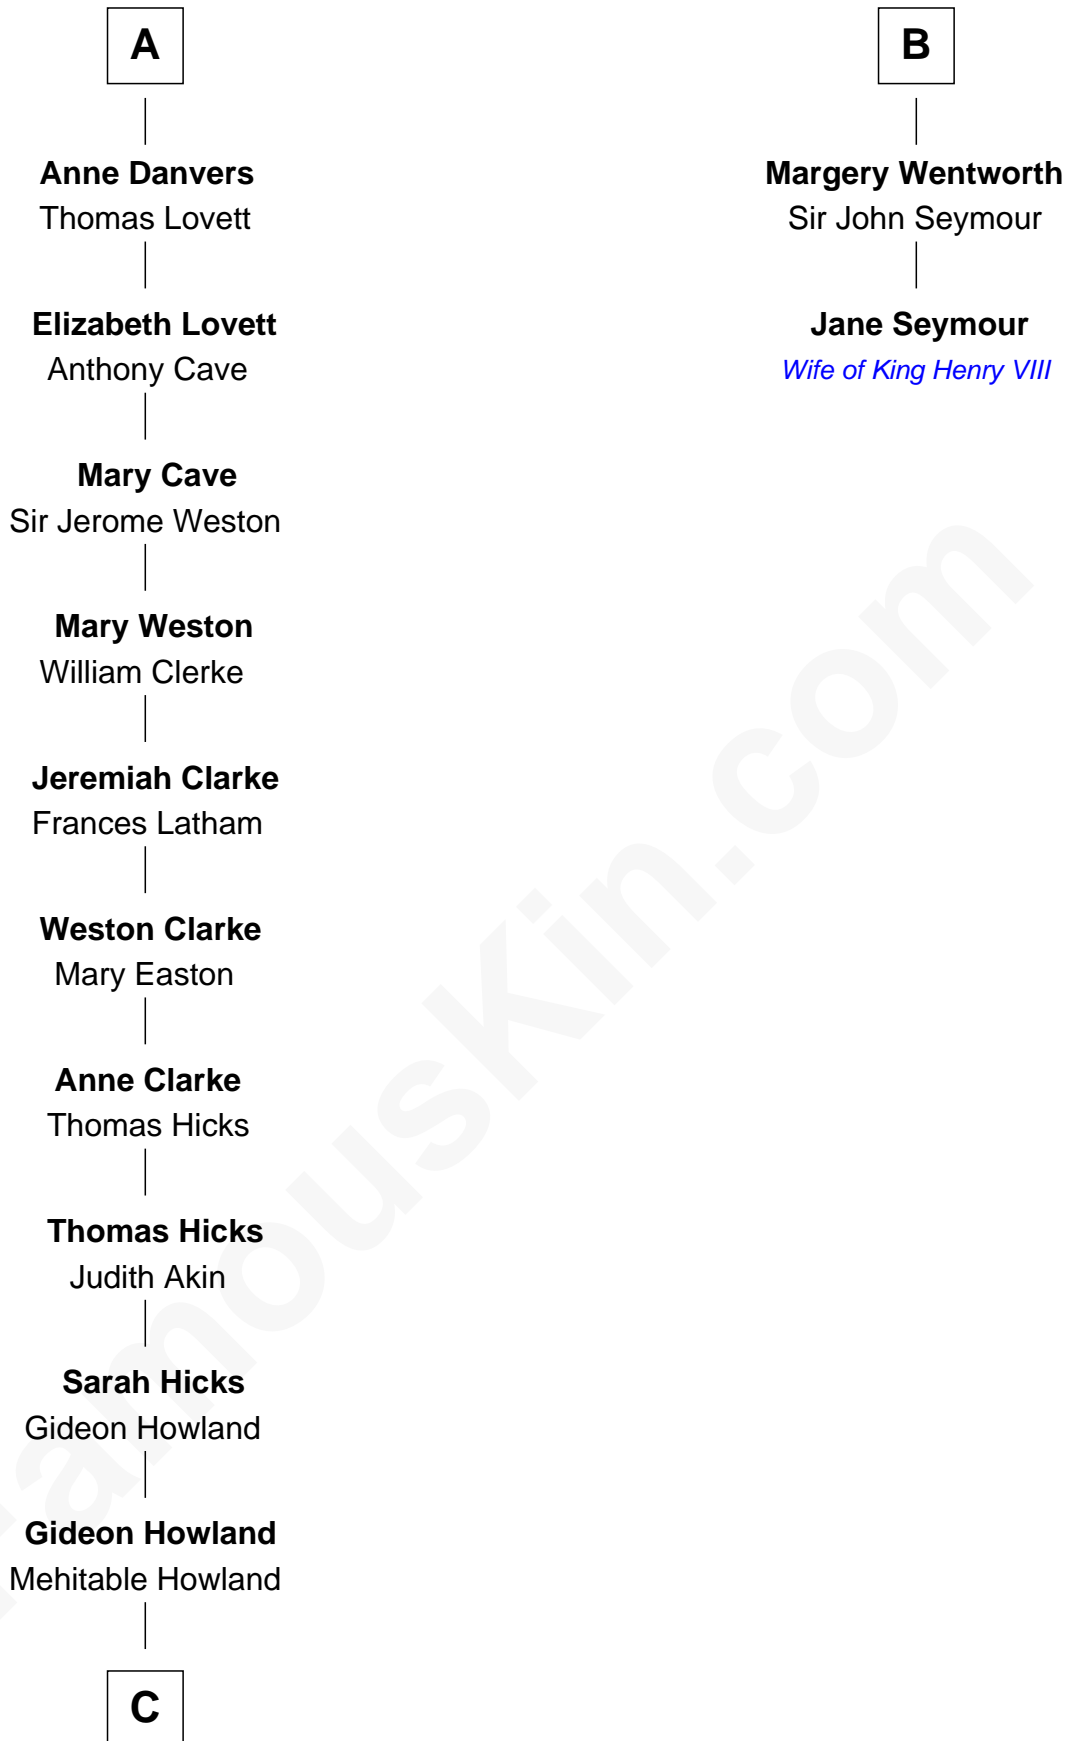 A
Anne Danvers
Thomas Lovett
Elizabeth Lovett
Anthony Cave
Mary Cave
Sir Jerome Weston
Mary Weston
William Clerke
Jeremiah Clarke
Frances Latham
Weston Clarke
Mary Easton
Anne Clarke
Thomas Hicks
Thomas Hicks
Judith Akin
Sarah Hicks
Gideon Howland
Gideon Howland
Mehitable Howland
C
B
Margery Wentworth
Sir John Seymour
Jane Seymour
Wife of King Henry VIII
FamousKin.com